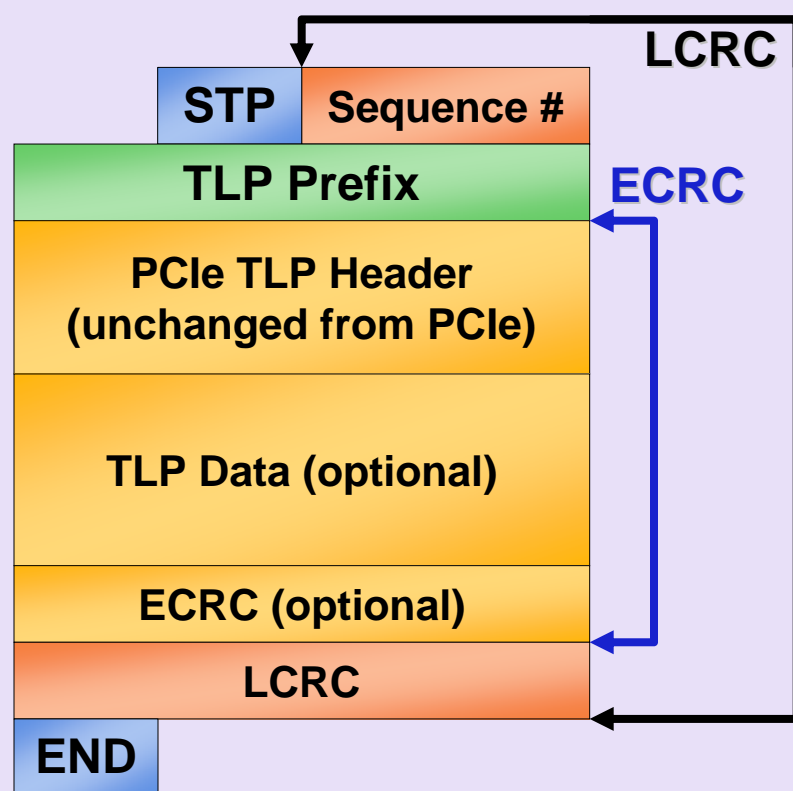 LCRC
STP
Sequence #
TLP Prefix
ECRC
PCIe TLP Header
(unchanged from PCIe)
TLP Data (optional)
ECRC (optional)
LCRC
END